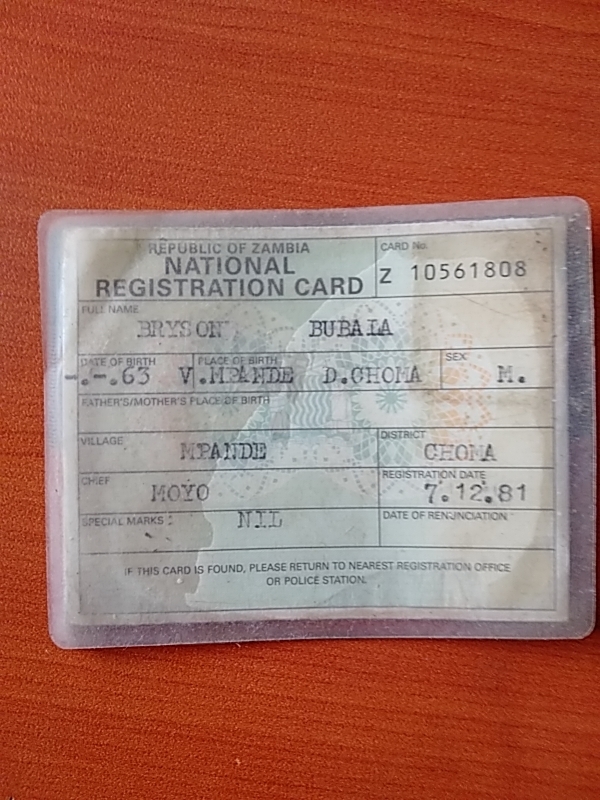 REPUBLIC OF ZAMBIA
NATIONAL
REGISTRATION CARD
CARD No.
Z 10561808
FULL NAME
BRYSON BUBALA
DATE OF BIRTH PLACE OF BIRTH SEX
-.-.63 V.MPANDE D.CHOMA M.
FATHER'S/MOTHER'S PLACE OF BIRTH
VILLAGE DISTRICT
MPANDE CHOMA
CHIEF REGISTRATION DATE
MOYO 7.12.81
SPECIAL MARKS : NIL DATE OF RENUNCIATION
IF THIS CARD IS FOUND, PLEASE RETURN TO NEAREST REGISTRATION OFFICE
OR POLICE STATION.